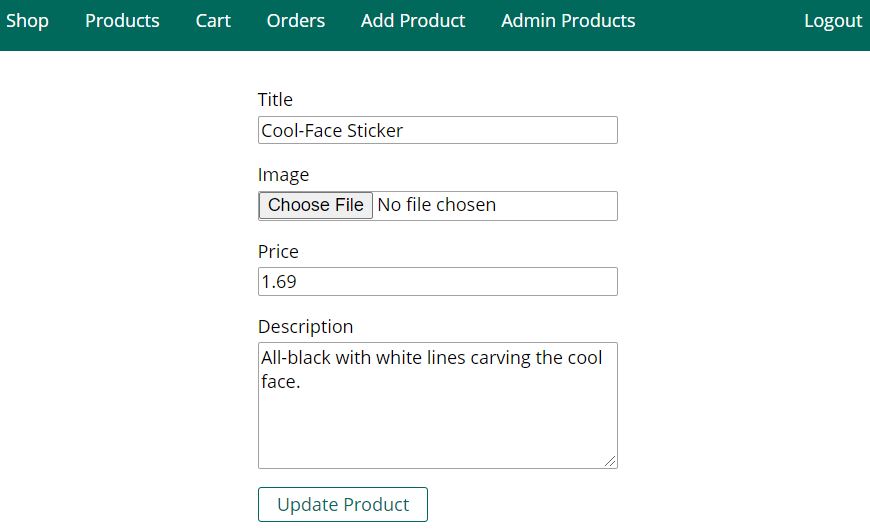 Shop Products Cart Orders Add Product Admin Products Logout
Title
Cool-Face Sticker
Image
Choose File No file chosen
Price
1.69
Description
All-black with white lines carving the cool
face.
Update Product